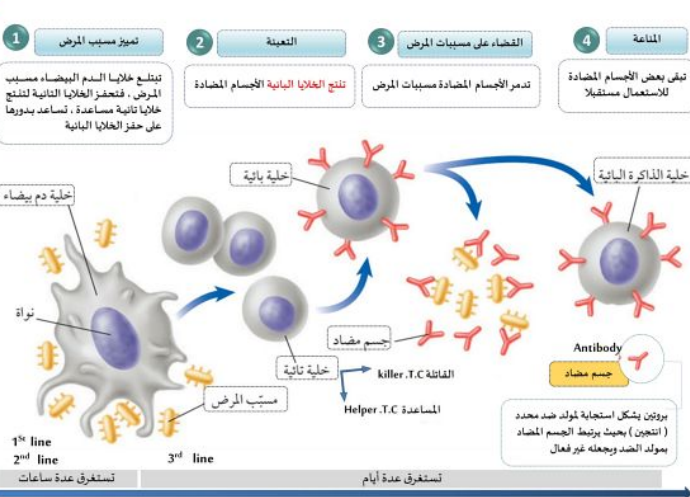 1
تمييز مسبب المرض
2
التعبئة
3
القضاء على مسببات المرض
4
المناعة
تبتلع خلايا الدم البيضاء مسبب
المرض ، فتحفز الخلايا التائية لتنتج
خلايا تائية مساعدة ، تساعد بدورها
على حفز الخلايا البائية
تنتج الخلايا البائية الأجسام المضادة
تدمر الأجسام المضادة مسببات المرض
تبقى بعض الأجسام المضادة
للاستعمال مستقبلا
خلية دم بيضاء
نواة
مسبّب المرض
خلية تائية
القاتلة killer .T.C
المساعدة Helper .T.C
خلية بائية
جسم مضاد
خلية الذاكرة البائية
Antibody
جسم مضاد
بروتين يشكل استجابة لمولد ضد محدد
( انتجين ) بحيث يرتبط الجسم المضاد
بمولد الضد ويجعله غير فعال
1St line
2nd line
3rd line
تستغرق عدة ساعات
تستغرق عدة أيام